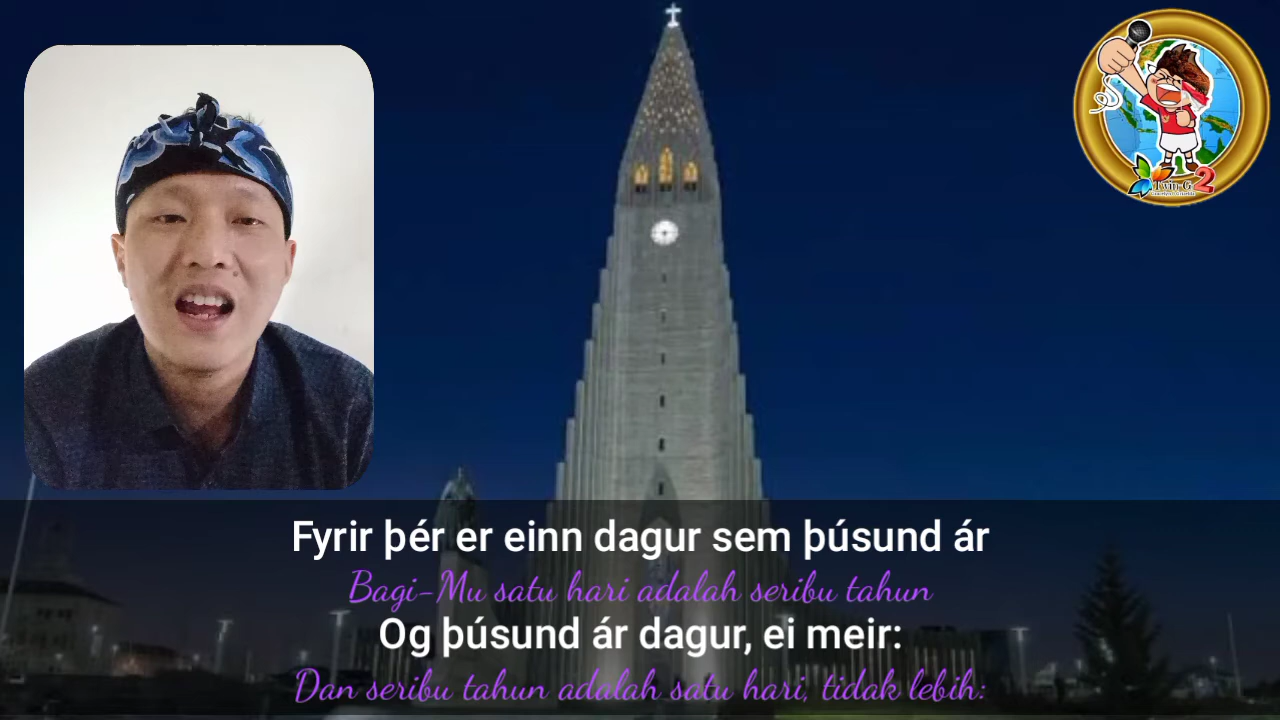 Fyrir þér er einn dagur sem þúsund ár
Bagi-Mu satu hari adalah seribu tahun
Og þúsund ár dagur, ei meir:
Dan seribu tahun adalah satu hari, tidak lebih:
2